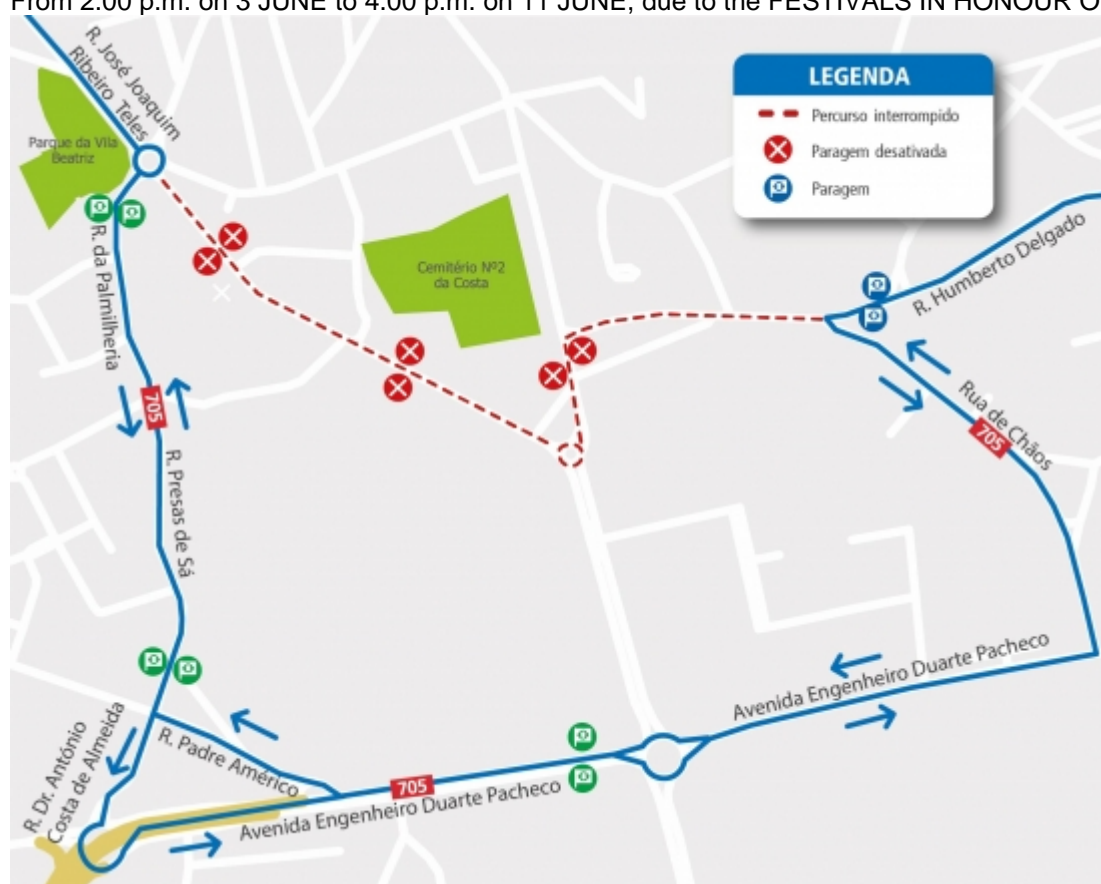 From 2.00 p.m. on 3 JUNE to 4.00 p.m. on 11 JUNE, due to the FESTIVALS IN HONOUR O
R. José Joaquim
Ribeiro Teles
Parque da Vila
Beatriz
LEGENDA
Percurso interrompido
Paragem desativada
Paragem
Cemitério Nº2
da Costa
R. Humberto Delgado
R. da Palmilheria
705
Rua de Chãos
705
R. Presas de Sá
Avenida Engenheiro Duarte Pacheco
R. Dr. António
Costa de Almeida
R. Padre Américo
705
Avenida Engenheiro Duarte Pacheco